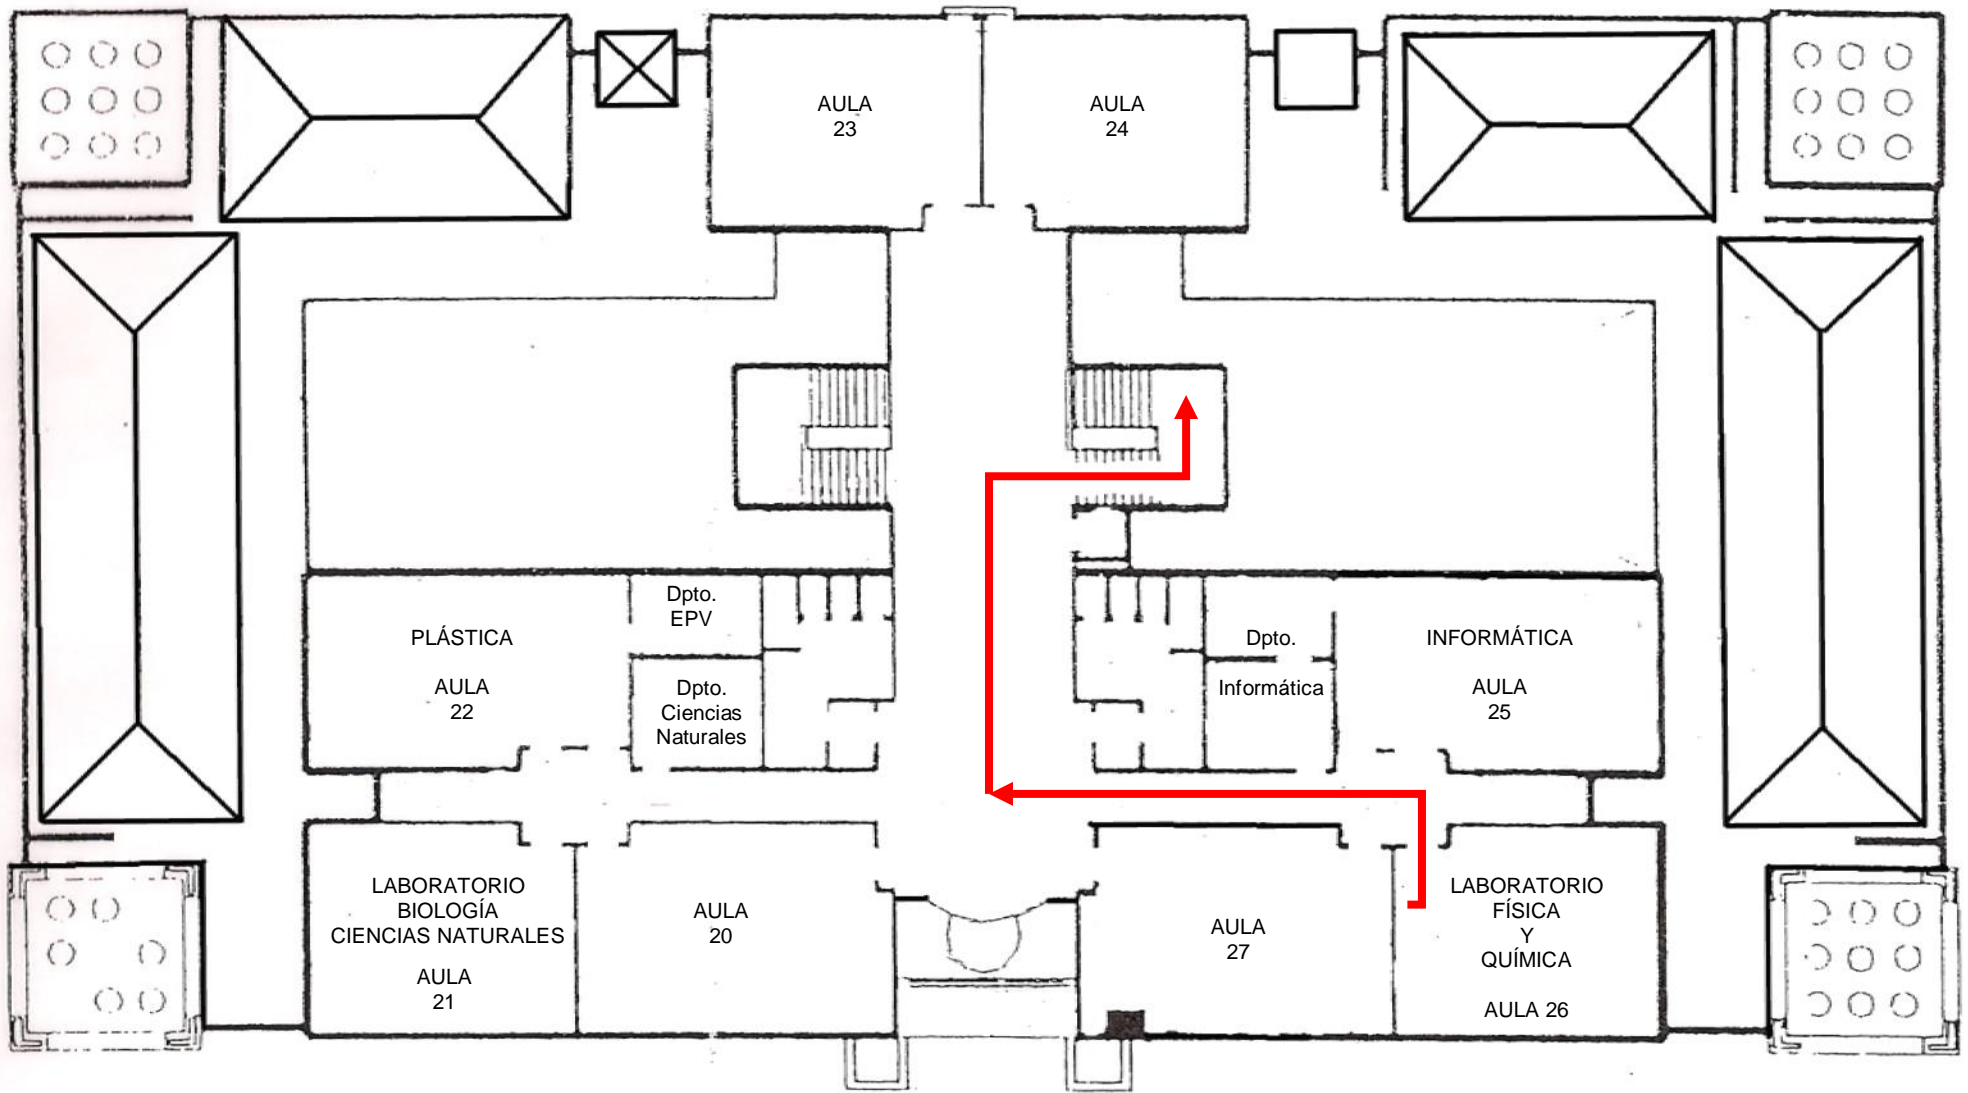 AULA
23
AULA
24
PLÁSTICA
AULA
22
Dpto.
EPV
Dpto.
Ciencias
Naturales
Dpto.
Informática
INFORMÁTICA
AULA
25
LABORATORIO
BIOLOGÍA
CIENCIAS NATURALES
AULA
21
AULA
20
AULA
27
LABORATORIO
FÍSICA
Y
QUÍMICA
AULA 26